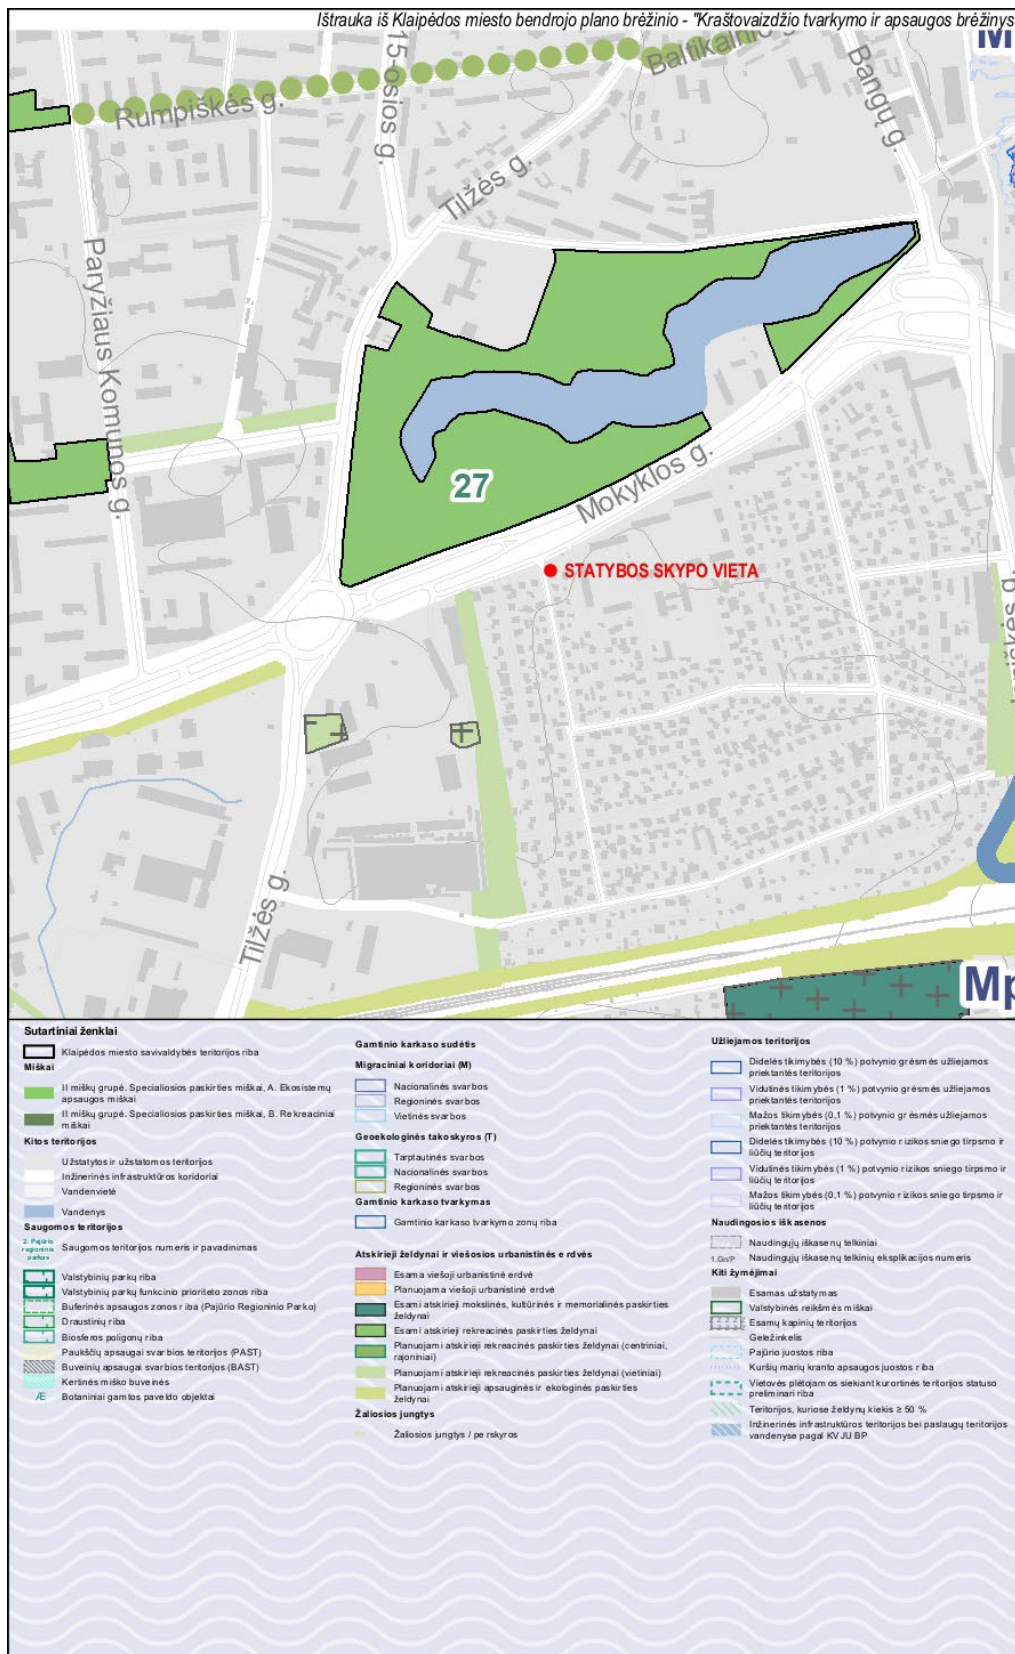 Ištrauka iš Klaipėdos miesto bendrojo plano brėžinio - "Kraštovaizdžio tvarkymo ir apsaugos brėžinys
15-osios g.
Baltikalnio g
Bangų g.
Rumpiškės g.
Tilžės g.
Paryžiaus Komunos g.
27
Mokyklos g.
STATYBOS SKYPO VIETA
Tilžės g.
Mp
Sutartiniai ženklai
Klaipėdos miesto savivaldybės teritorijos riba
Miškai
II miškų grupė. Specialiosios paskirties miškai, A. Ekosistemų
apsaugos miškai
II miškų grupė. Specialiosios paskirties miškai, B. Rekreaciniai
miškai
Kitos teritorijos
Užstatytos ir užstatomos teritorijos
Inžinerinės infrastruktūros koridoriai
Vandenvietė
Vandenys
Saugomos teritorijos
2. Pajūrio
regioninis
parkas
Saugomos teritorijos numeris ir pavadinimas
Valstybinių parkų riba
Valstybinių parkų funkcinio prioriteto zonos riba
Buferinės apsaugos zonos riba (Pajūrio Regioninio Parko)
Draustinių riba
Biosferos poligonų riba
Paukščių apsaugai svarbios teritorijos (PAST)
Buveinių apsaugai svarbios teritorijos (BAST)
Kertinės miško buveinės
Æ Botaniniai gamtos paveldo objektai
Gamtinio karkaso sudėtis
Migraciniai koridoriai (M)
Nacionalinės svarbos
Regioninės svarbos
Vietinės svarbos
Geoekologinės takoskyros (T)
Tarptautinės svarbos
Nacionalinės svarbos
Regioninės svarbos
Gamtinio karkaso tvarkymas
Gamtinio karkaso tvarkymo zonų riba
Atskirieji želdynai ir viešosios urbanistinės erdvės
Esama viešoji urbanistinė erdvė
Planuojama viešoji urbanistinė erdvė
Esami atskirieji mokslinės, kultūrinės ir memorialinės paskirties
želdynai
Esami atskirieji rekreacinės paskirties želdynai
Planuojami atskirieji rekreacinės paskirties želdynai (centriniai,
rajoniniai)
Planuojami atskirieji rekreacinės paskirties želdynai (vietiniai)
Planuojami atskirieji apsauginės ir ekologinės paskirties
želdynai
Žaliosios jungtys
Žaliosios jungtys / perskyros
Užliejamos teritorijos
Didelės tikimybės (10 %) potvynio grėsmės užliejamos
priekrantės teritorijos
Vidutinės tikimybės (1 %) potvynio grėsmės užliejamos
priekrantės teritorijos
Mažos tikimybės (0,1 %) potvynio grėsmės užliejamos
priekrantės teritorijos
Didelės tikimybės (10 %) potvynio rizikos sniego tirpsmo ir
liūčių teritorijos
Vidutinės tikimybės (1 %) potvynio rizikos sniego tirpsmo ir
liūčių teritorijos
Mažos tikimybės (0,1 %) potvynio rizikos sniego tirpsmo ir
liūčių teritorijos
Naudingosios iškasenos
Naudingųjų iškasenų telkiniai
1.Gn/P Naudingųjų iškasenų telkinių eksplikacijos numeris
Kiti žymėjimai
Esamas užstatymas
Valstybinės reikšmės miškai
Esamų kapinių teritorijos
Geležinkelis
Pajūrio juostos riba
Kuršių marių kranto apsaugos juostos riba
Vietovės plėtojamos siekiant kurortinės teritorijos statuso
preliminari riba
Teritorijos, kuriose želdynų kiekis ≥ 50 %
Inžinerinės infrastruktūros teritorijos bei paslaugų teritorijos
vandenyse pagal KVJU BP